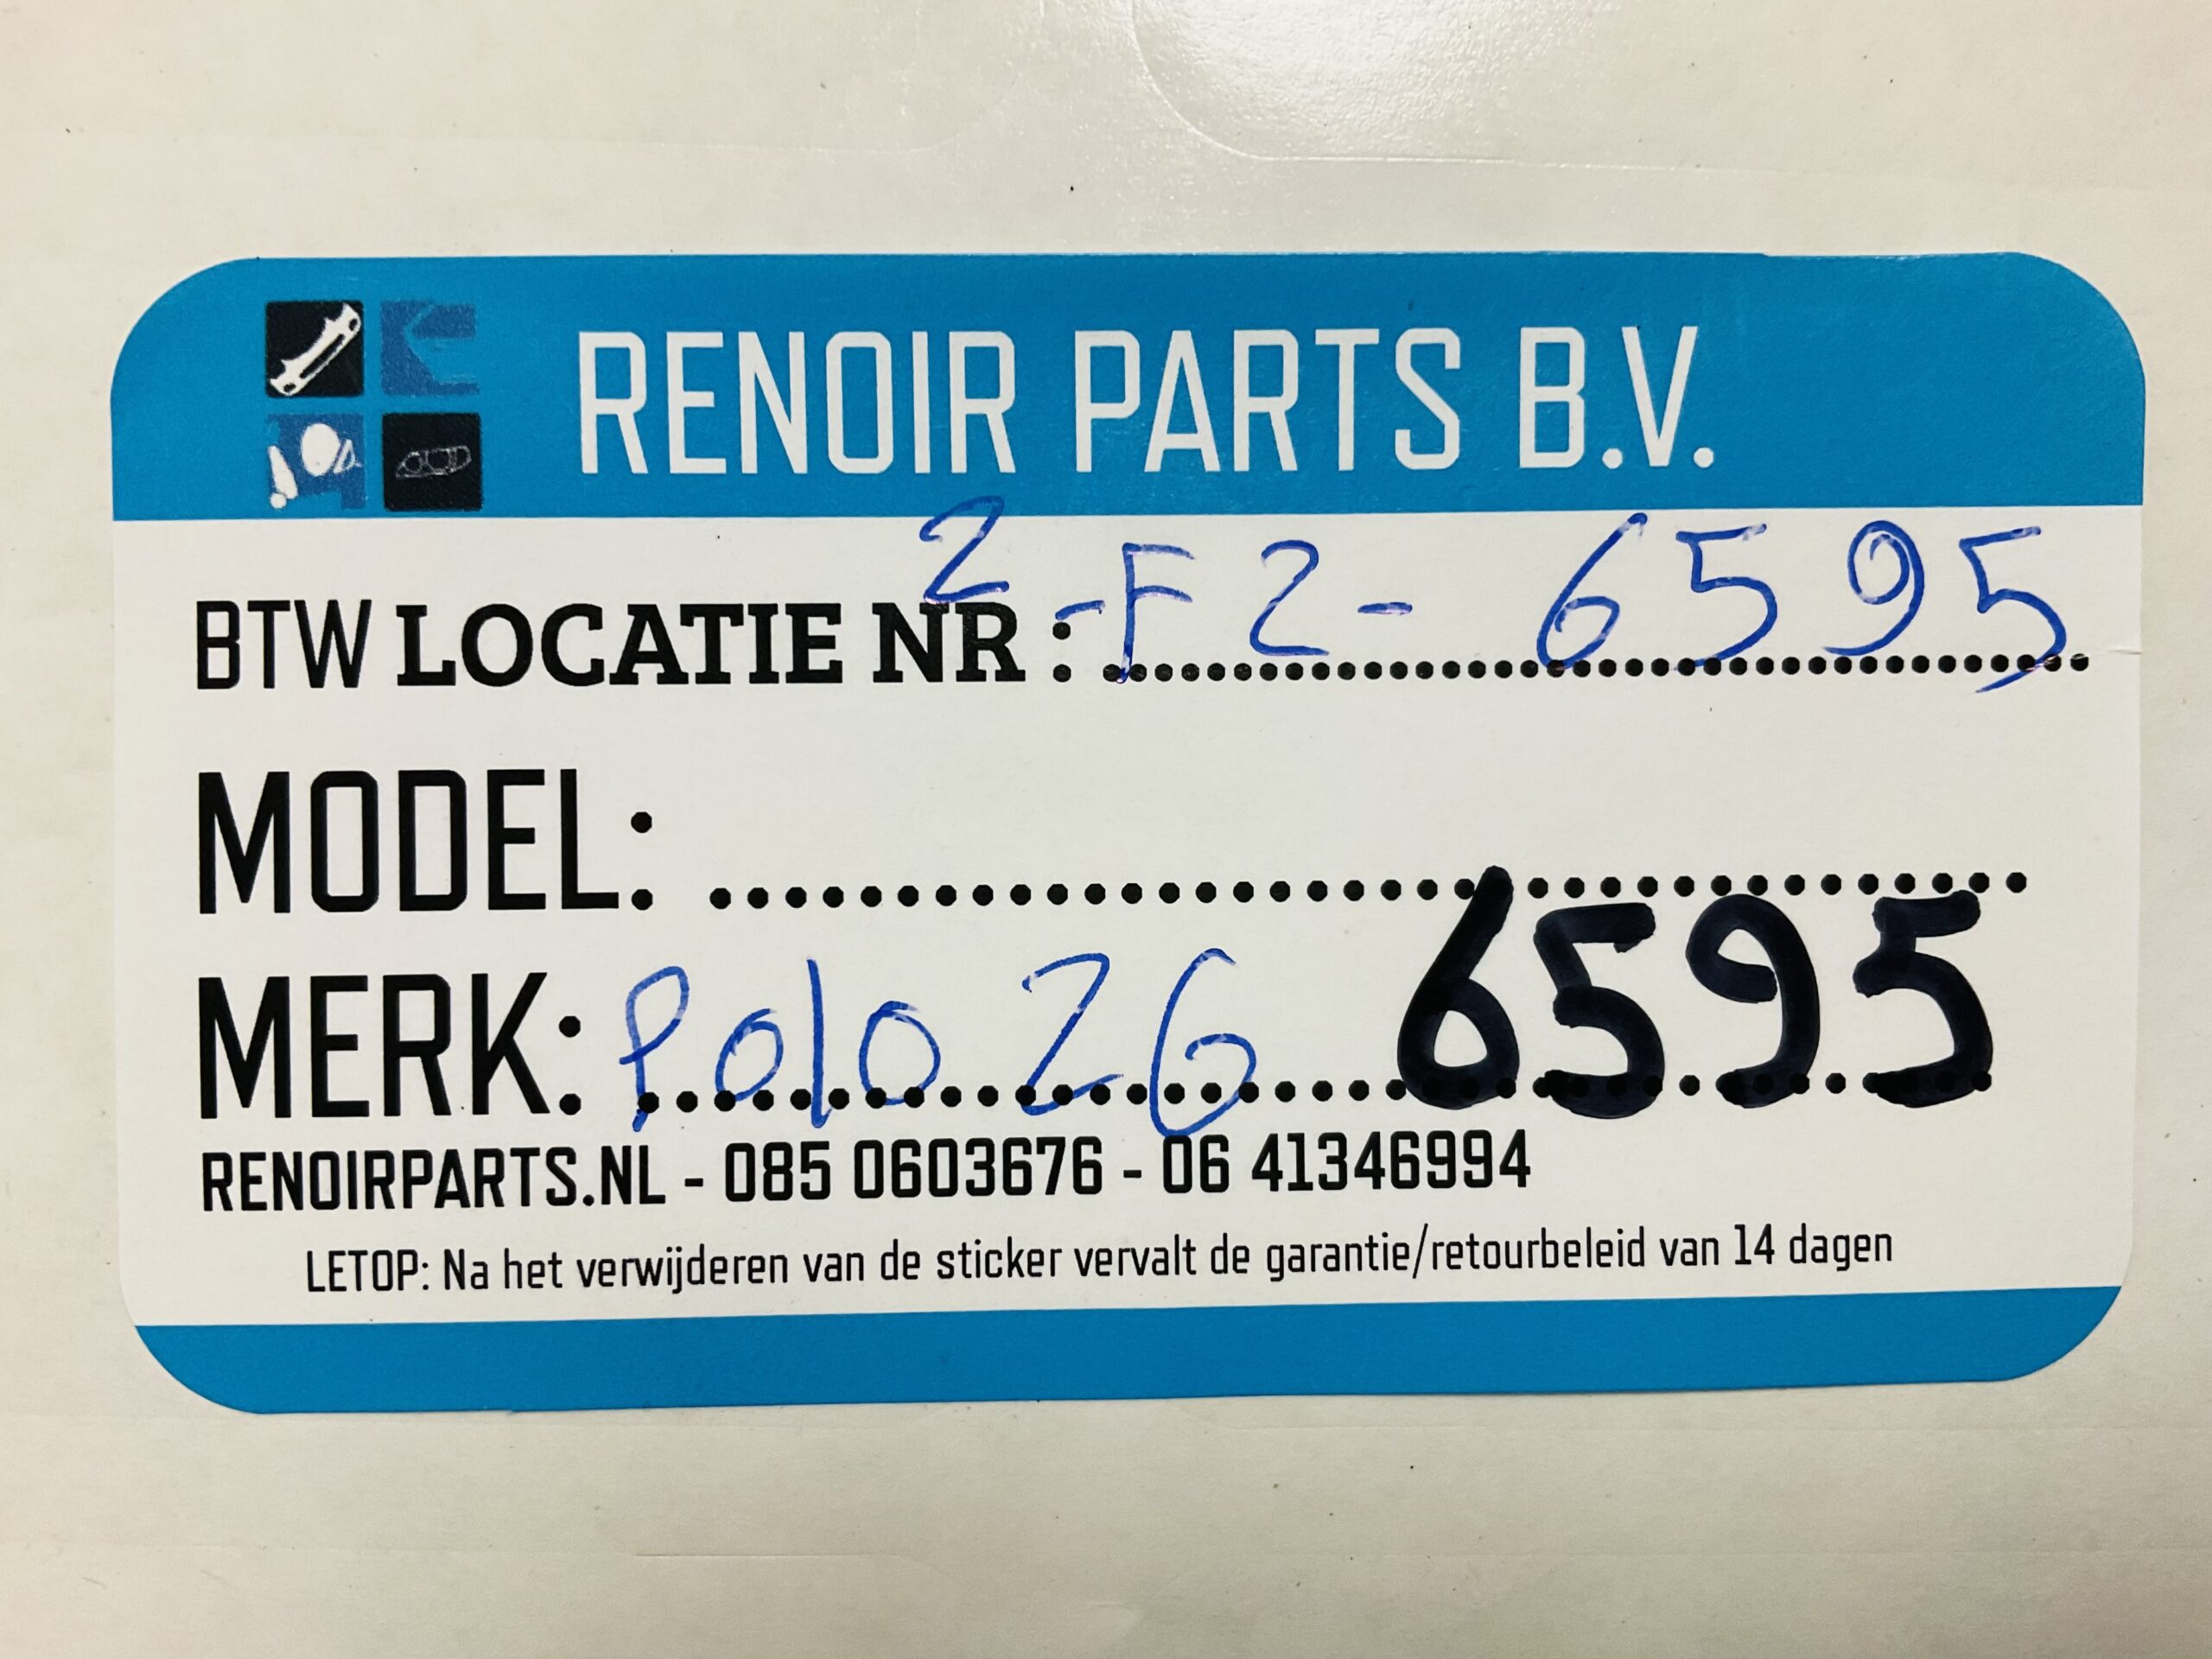 RENOIR PARTS B.V.
BTW LOCATIE NR : 2-F2-6595
MODEL: ........................................
MERK: Polo 2G 6595
RENOIRPARTS.NL - 085 0603676 - 06 41346994
LETOP: Na het verwijderen van de sticker vervalt de garantie/retourbeleid van 14 dagen